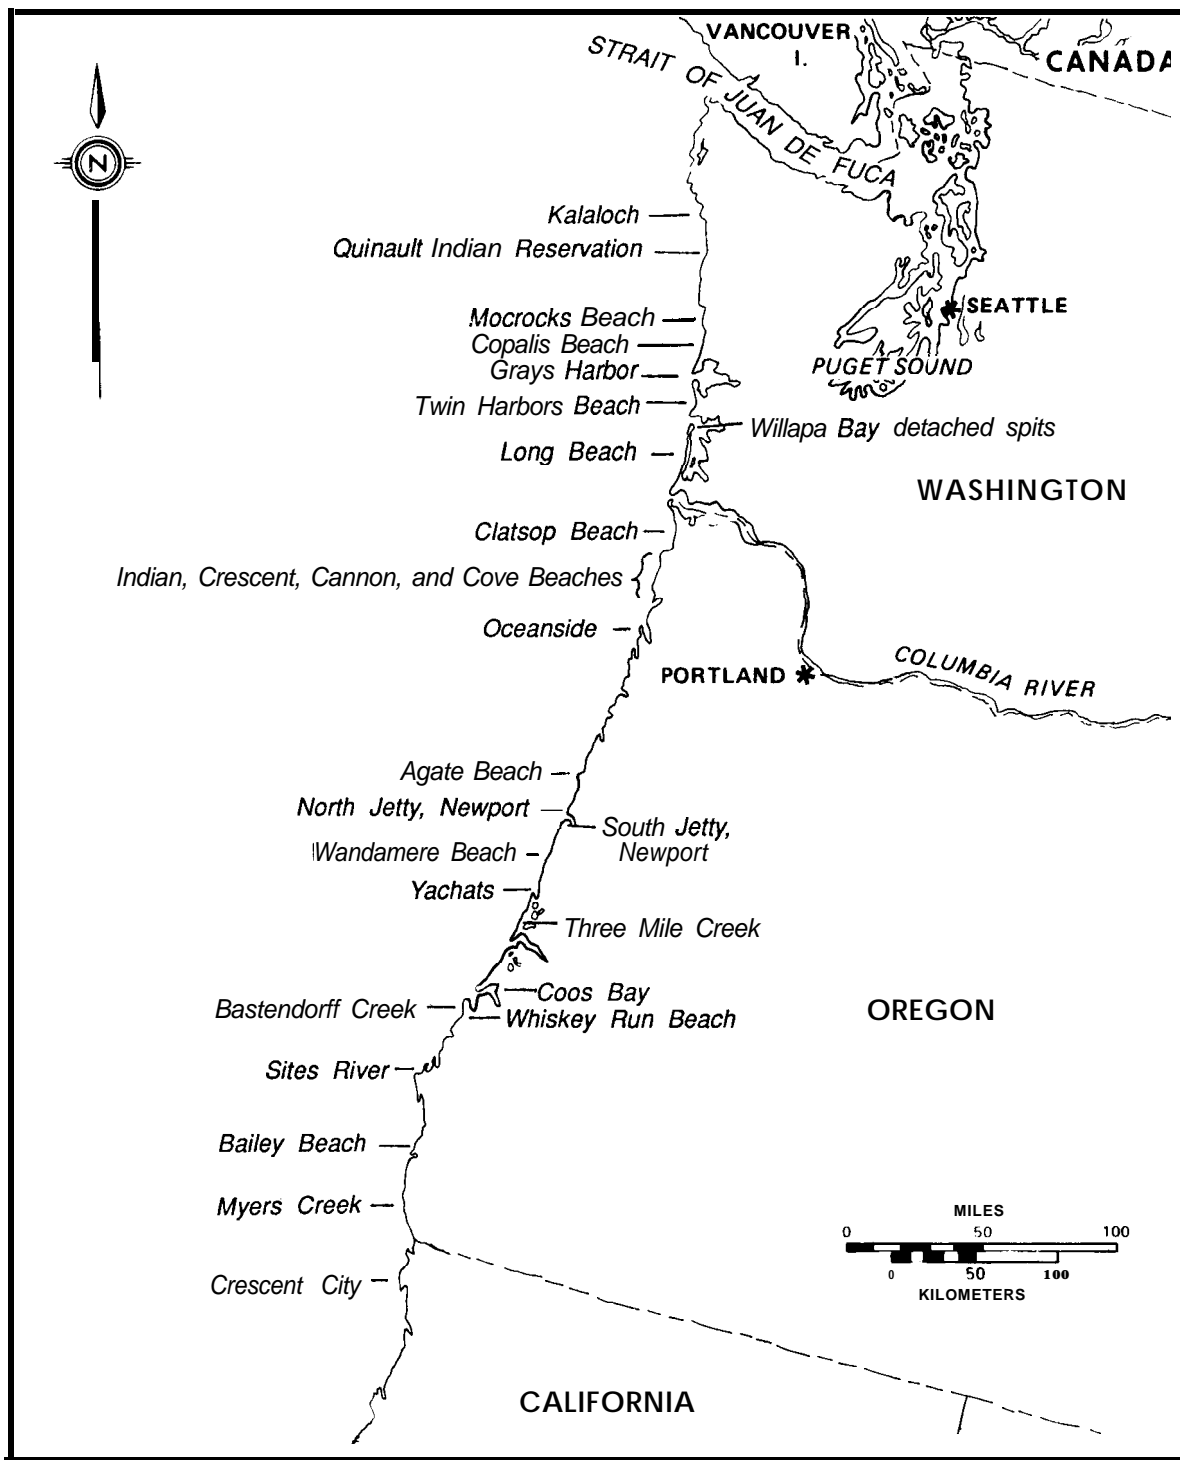 VANCOUVER
I.
CANADA
STRAIT OF JUAN DE FUCA
N
Kalaloch
Quinault Indian Reservation
SEATTLE
Mocrocks Beach
Copalis Beach
Grays Harbor
PUGET SOUND
Twin Harbors Beach
Willapa Bay detached spits
Long Beach
WASHINGTON
Clatsop Beach
Indian, Crescent, Cannon, and Cove Beaches
Oceanside
PORTLAND
COLUMBIA RIVER
Agate Beach
North Jetty, Newport
South Jetty,
Newport
Wandamere Beach
Yachats
Three Mile Creek
Coos Bay
Bastendorff Creek
Whiskey Run Beach
OREGON
Sites River
Bailey Beach
Myers Creek
MILES
0 50 100
0 50 100
KILOMETERS
Crescent City
CALIFORNIA